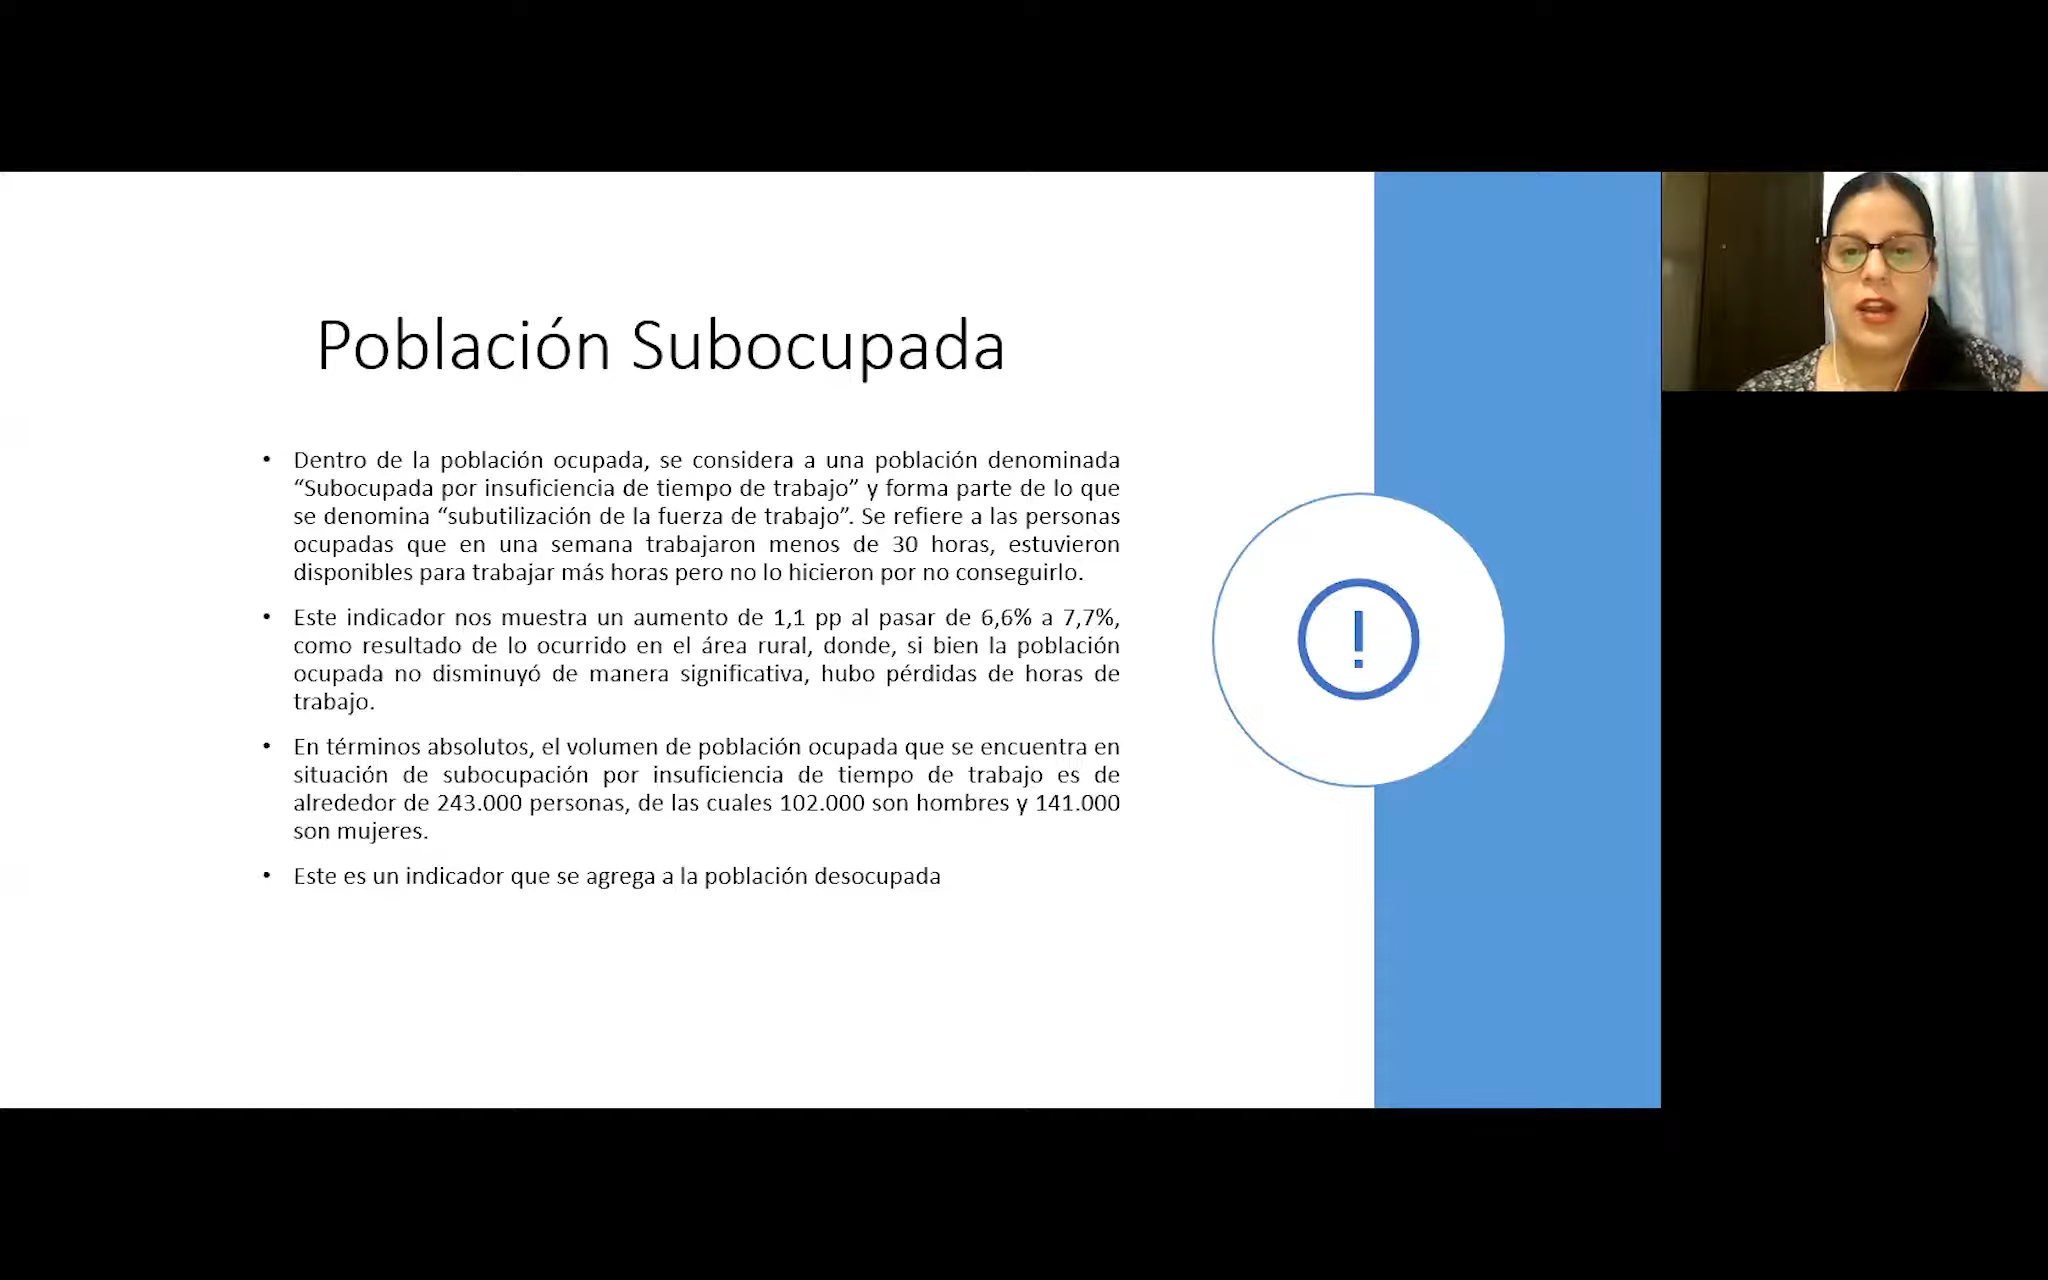 Población Subocupada
• Dentro de la población ocupada, se considera a una población denominada
“Subocupada por insuficiencia de tiempo de trabajo” y forma parte de lo que
se denomina “subutilización de la fuerza de trabajo”. Se refiere a las personas
ocupadas que en una semana trabajaron menos de 30 horas, estuvieron
disponibles para trabajar más horas pero no lo hicieron por no conseguirlo.
• Este indicador nos muestra un aumento de 1,1 pp al pasar de 6,6% a 7,7%,
como resultado de lo ocurrido en el área rural, donde, si bien la población
ocupada no disminuyó de manera significativa, hubo pérdidas de horas de
trabajo.
• En términos absolutos, el volumen de población ocupada que se encuentra en
situación de subocupación por insuficiencia de tiempo de trabajo es de
alrededor de 243.000 personas, de las cuales 102.000 son hombres y 141.000
son mujeres.
• Este es un indicador que se agrega a la población desocupada
!